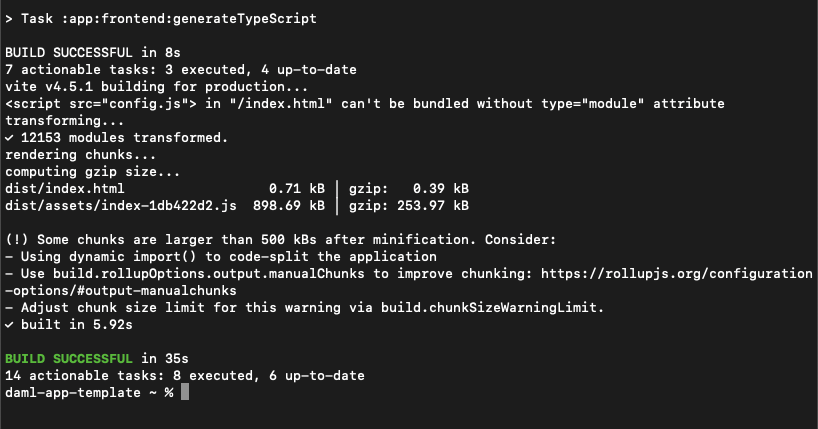 > Task :app:frontend:generateTypeScript
BUILD SUCCESSFUL in 8s
7 actionable tasks: 3 executed, 4 up-to-date
vite v4.5.1 building for production...
<script src="config.js"> in "/index.html" can't be bundled without type="module" attribute
transforming...
✓ 12153 modules transformed.
rendering chunks...
computing gzip size...
dist/index.html                  0.71 kB │ gzip:   0.39 kB
dist/assets/index-1db422d2.js  898.69 kB │ gzip: 253.97 kB
(!) Some chunks are larger than 500 kBs after minification. Consider:
- Using dynamic import() to code-split the application
- Use build.rollupOptions.output.manualChunks to improve chunking: https://rollupjs.org/configuration
-options/#output-manualchunks
- Adjust chunk size limit for this warning via build.chunkSizeWarningLimit.
✓ built in 5.92s
BUILD SUCCESSFUL in 35s
14 actionable tasks: 8 executed, 6 up-to-date
daml-app-template ~ %